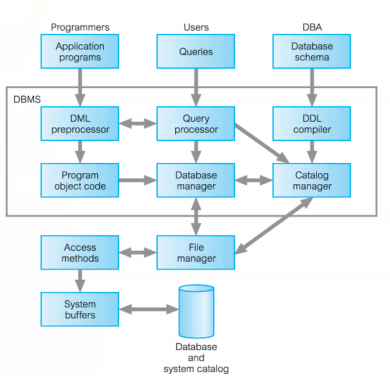 Programmers
Users
DBA
Application
programs
Queries
Database
schema
DBMS
DML
preprocessor
Query
processor
DDL
compiler
Program
object code
Database
manager
Catalog
manager
Access
methods
File
manager
System
buffers
Database
and
system catalog